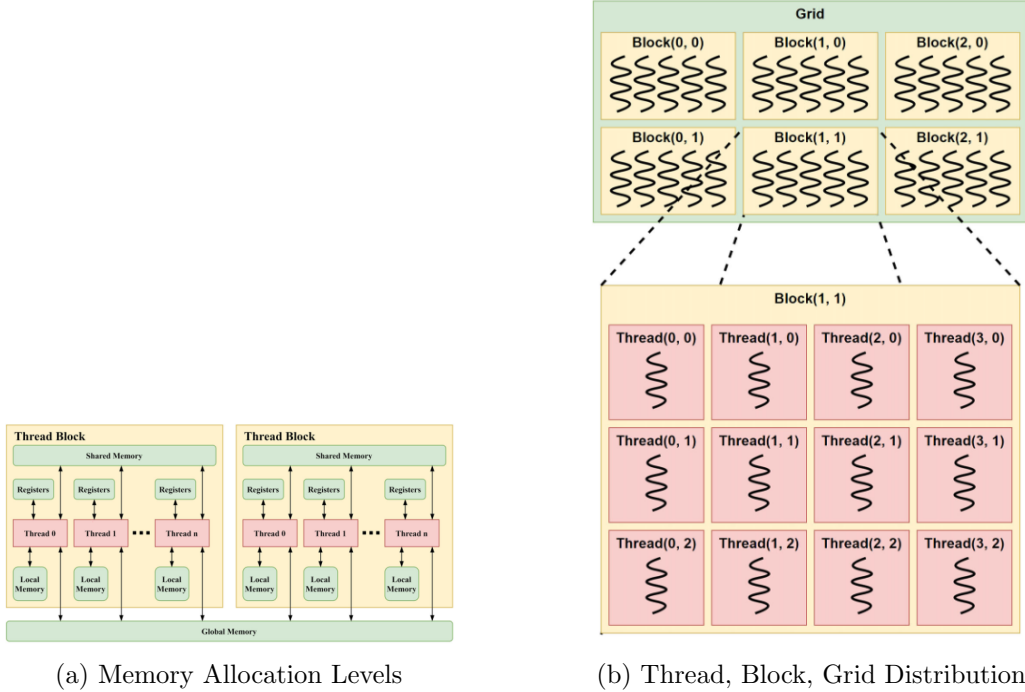 Thread Block
Shared Memory
Registers Registers Registers
Thread 0 Thread 1 ... Thread n
Local Memory Local Memory Local Memory
Thread Block
Shared Memory
Registers Registers Registers
Thread 0 Thread 1 ... Thread n
Local Memory Local Memory Local Memory
Global Memory
(a) Memory Allocation Levels
Grid
Block(0, 0) Block(1, 0) Block(2, 0)
Block(0, 1) Block(1, 1) Block(2, 1)
Block(1, 1)
Thread(0, 0) Thread(1, 0) Thread(2, 0) Thread(3, 0)
Thread(0, 1) Thread(1, 1) Thread(2, 1) Thread(3, 1)
Thread(0, 2) Thread(1, 2) Thread(2, 2) Thread(3, 2)
(b) Thread, Block, Grid Distribution